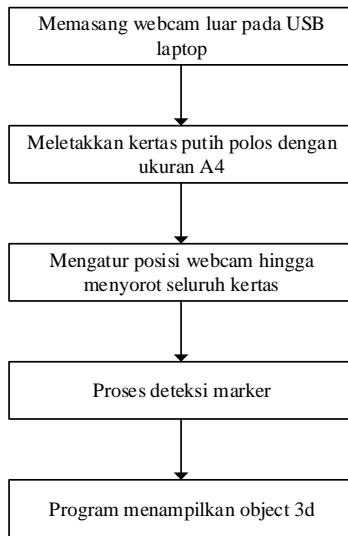 Memasang webcam luar pada USB
laptop
Meletakkan kertas putih polos dengan
ukuran A4
Mengatur posisi webcam hingga
menyorot seluruh kertas
Proses deteksi marker
Program menampilkan object 3d